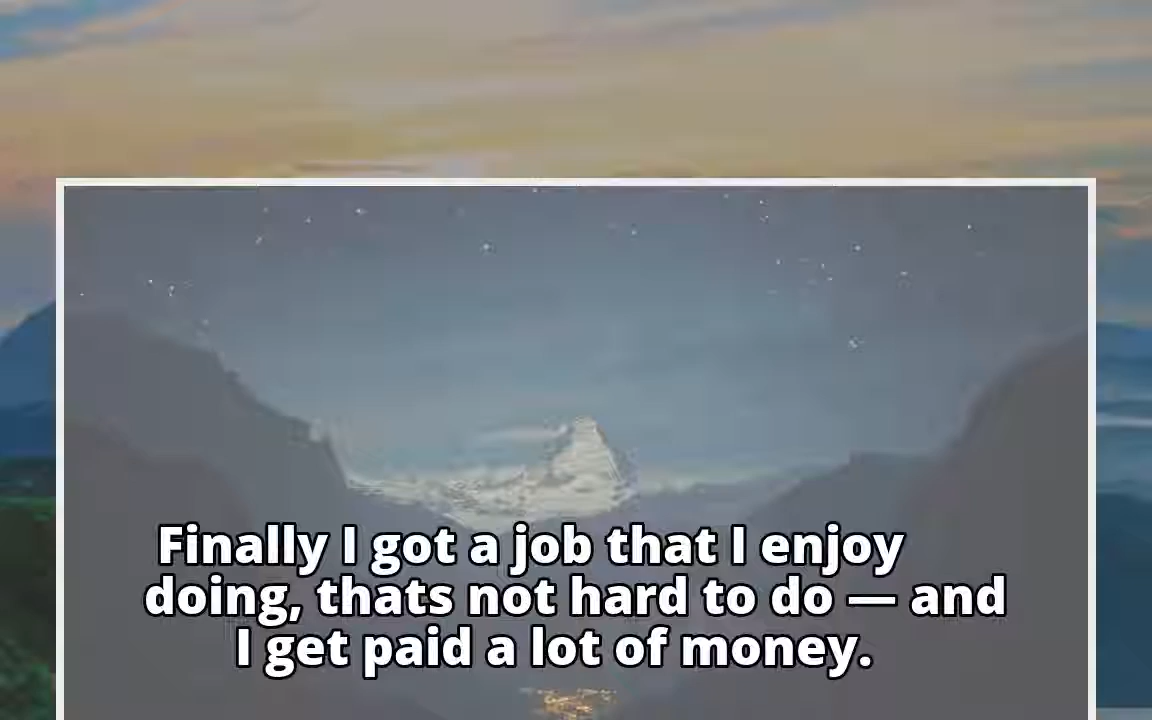 Finally I got a job that I enjoy
doing, thats not hard to do — and
I get paid a lot of money.